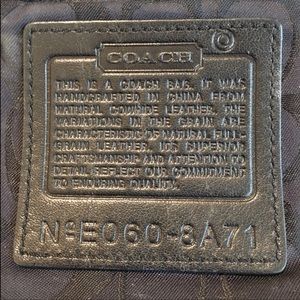 COACH
THIS IS A COACH BAG. IT WAS
HANDCRAFTED IN CHINA FROM
NATURAL COWHIDE LEATHER. THE
VARIATIONS IN THE GRAIN ARE
CHARACTERISTIC OF NATURAL FULL-
GRAIN LEATHER. ITS SUPERIOR
CRAFTSMANSHIP AND ATTENTION TO
DETAIL REFLECT OUR COMMITMENT
TO ENDURING QUALITY.
Nº E060-8A71